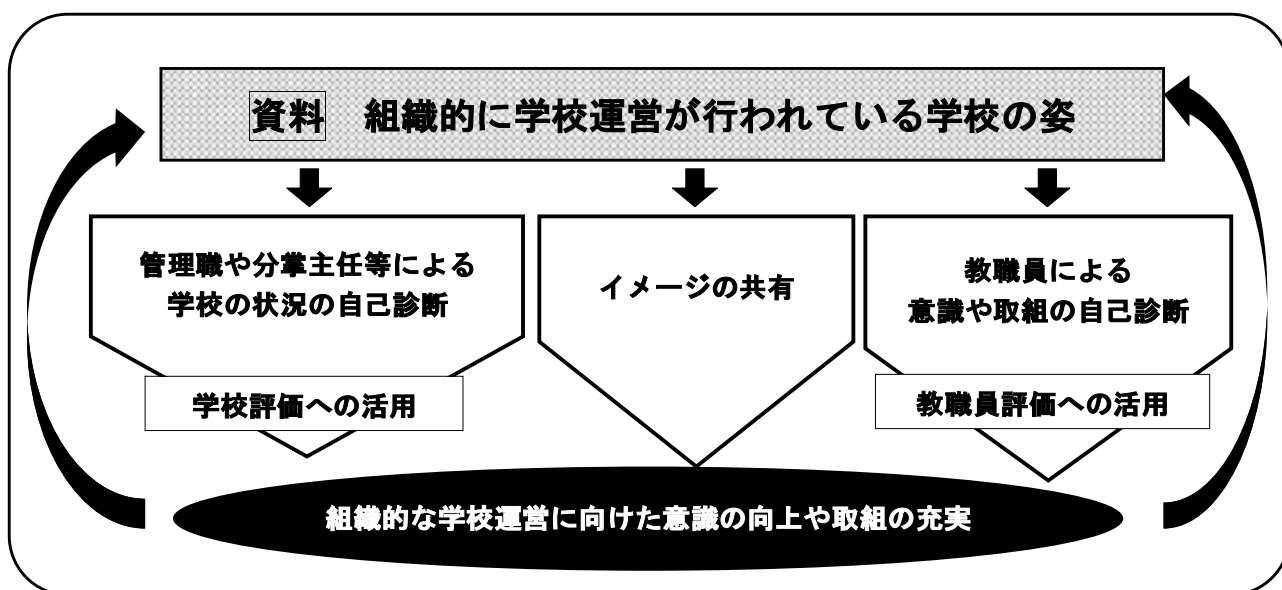 資料　組織的に学校運営が行われている学校の姿
管理職や分掌主任等による
学校の状況の自己診断
イメージの共有
教職員による
意識や取組の自己診断
学校評価への活用
教職員評価への活用
組織的な学校運営に向けた意識の向上や取組の充実